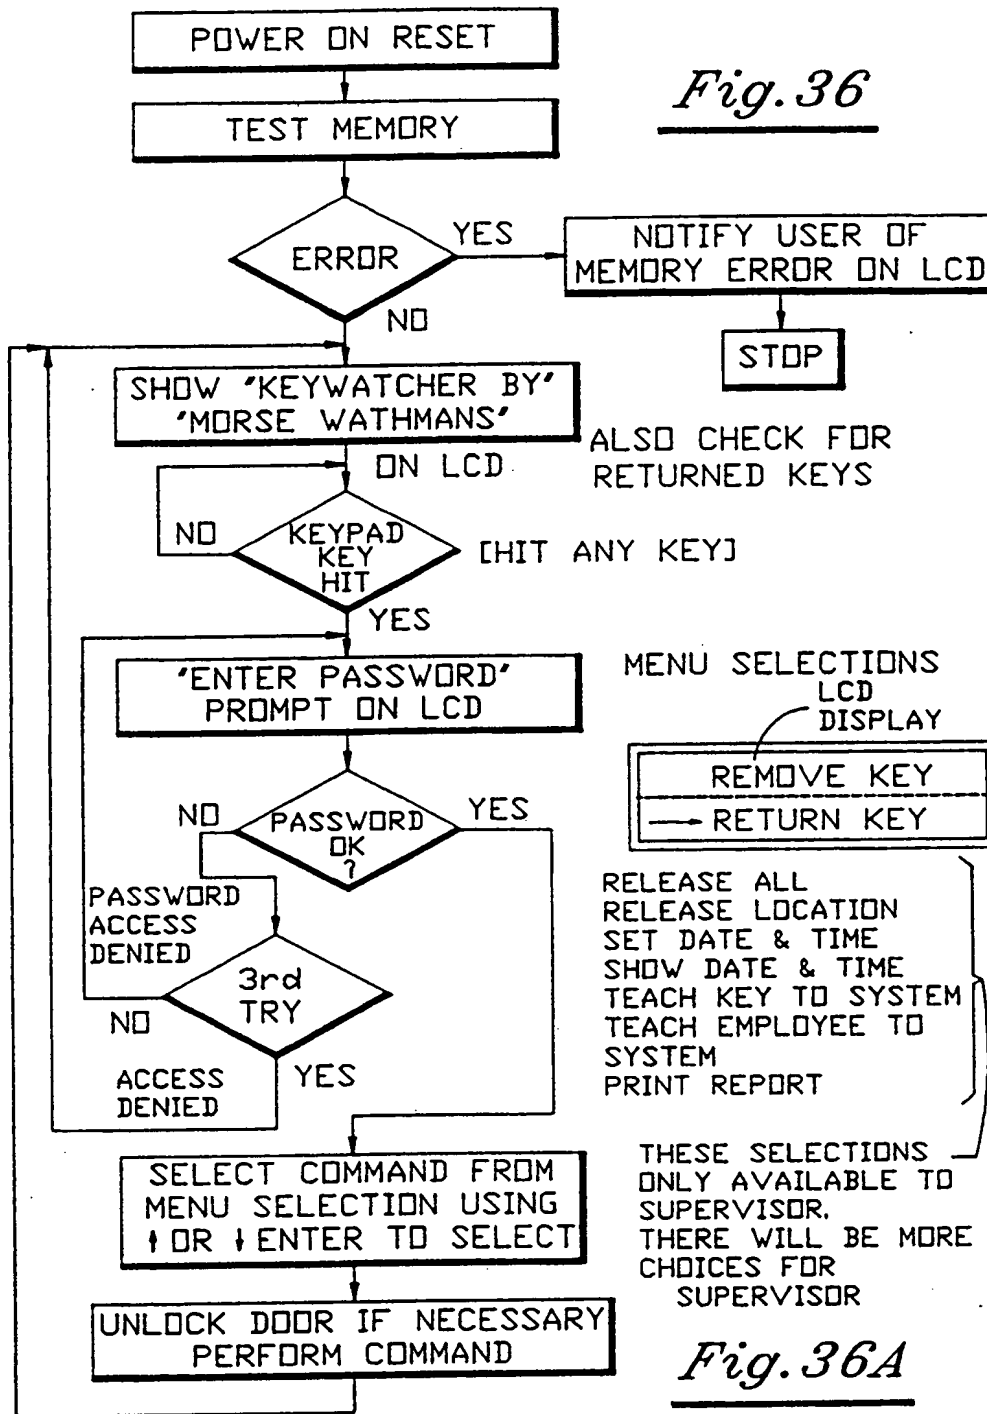 POWER ON RESET
Fig. 36
TEST MEMORY
ERROR
YES
NOTIFY USER OF
MEMORY ERROR ON LCD
NO
STOP
SHOW "KEYWATCHER BY"
"MORSE WATHMANS"
ON LCD
ALSO CHECK FOR
RETURNED KEYS
NO
KEYPAD
KEY
HIT
[HIT ANY KEY]
YES
"ENTER PASSWORD"
PROMPT ON LCD
MENU SELECTIONS
LCD
DISPLAY
REMOVE KEY
RETURN KEY
NO
PASSWORD
OK
?
YES
PASSWORD
ACCESS
DENIED
3rd
TRY
NO
YES
ACCESS
DENIED
RELEASE ALL
RELEASE LOCATION
SET DATE & TIME
SHOW DATE & TIME
TEACH KEY TO SYSTEM
TEACH EMPLOYEE TO
SYSTEM
PRINT REPORT
THESE SELECTIONS
ONLY AVAILABLE TO
SUPERVISOR.
THERE WILL BE MORE
CHOICES FOR
SUPERVISOR
SELECT COMMAND FROM
MENU SELECTION USING
↑ OR ↓ ENTER TO SELECT
UNLOCK DOOR IF NECESSARY
PERFORM COMMAND
Fig. 36A